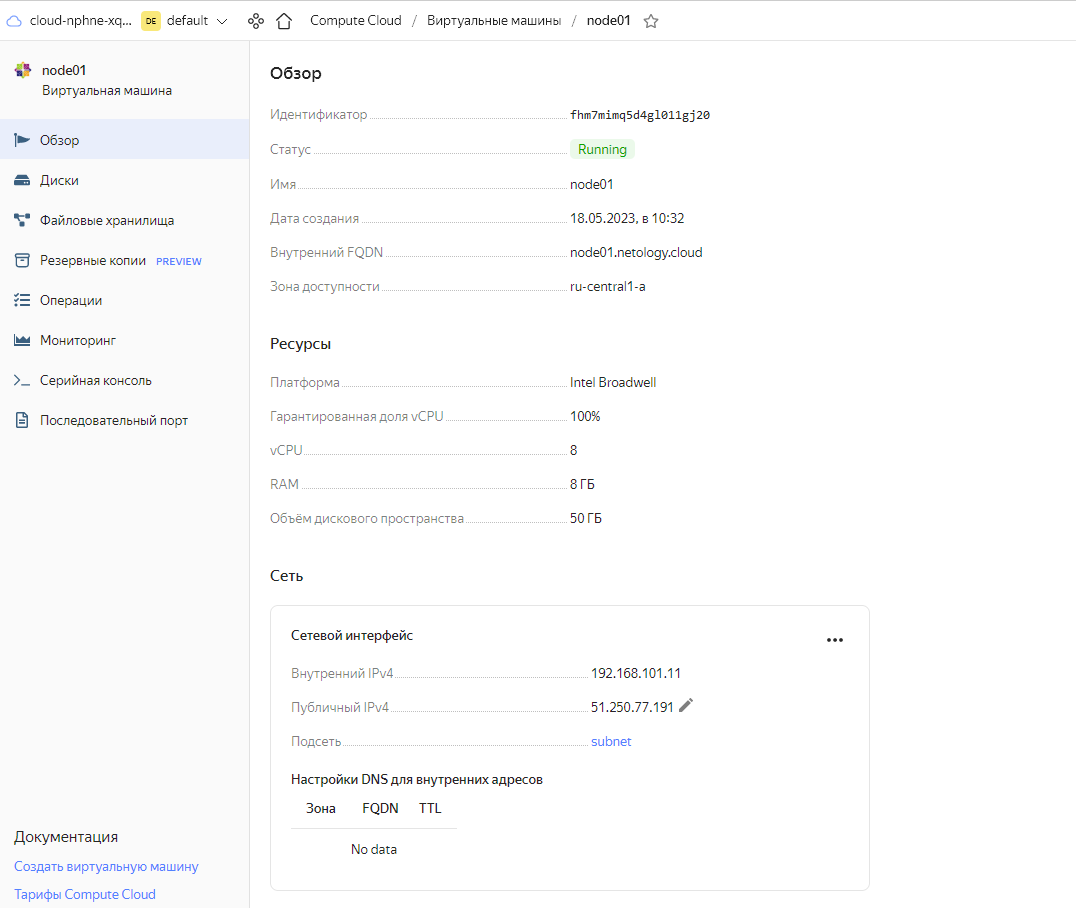 cloud-nphne-xq... DE default Compute Cloud / Виртуальные машины / node01
node01
Виртуальная машина
Обзор
Диски
Файловые хранилища
Резервные копии PREVIEW
Операции
Мониторинг
Серийная консоль
Последовательный порт
Документация
Создать виртуальную машину
Тарифы Compute Cloud
Обзор
Идентификатор fhm7mimq5d4gl011gj20
Статус Running
Имя node01
Дата создания 18.05.2023, в 10:32
Внутренний FQDN node01.netology.cloud
Зона доступности ru-central1-a
Ресурсы
Платформа Intel Broadwell
Гарантированная доля vCPU 100%
vCPU 8
RAM 8 ГБ
Объём дискового пространства 50 ГБ
Сеть
Сетевой интерфейс
Внутренний IPv4 192.168.101.11
Публичный IPv4 51.250.77.191
Подсеть subnet
Настройки DNS для внутренних адресов
Зона FQDN TTL
No data